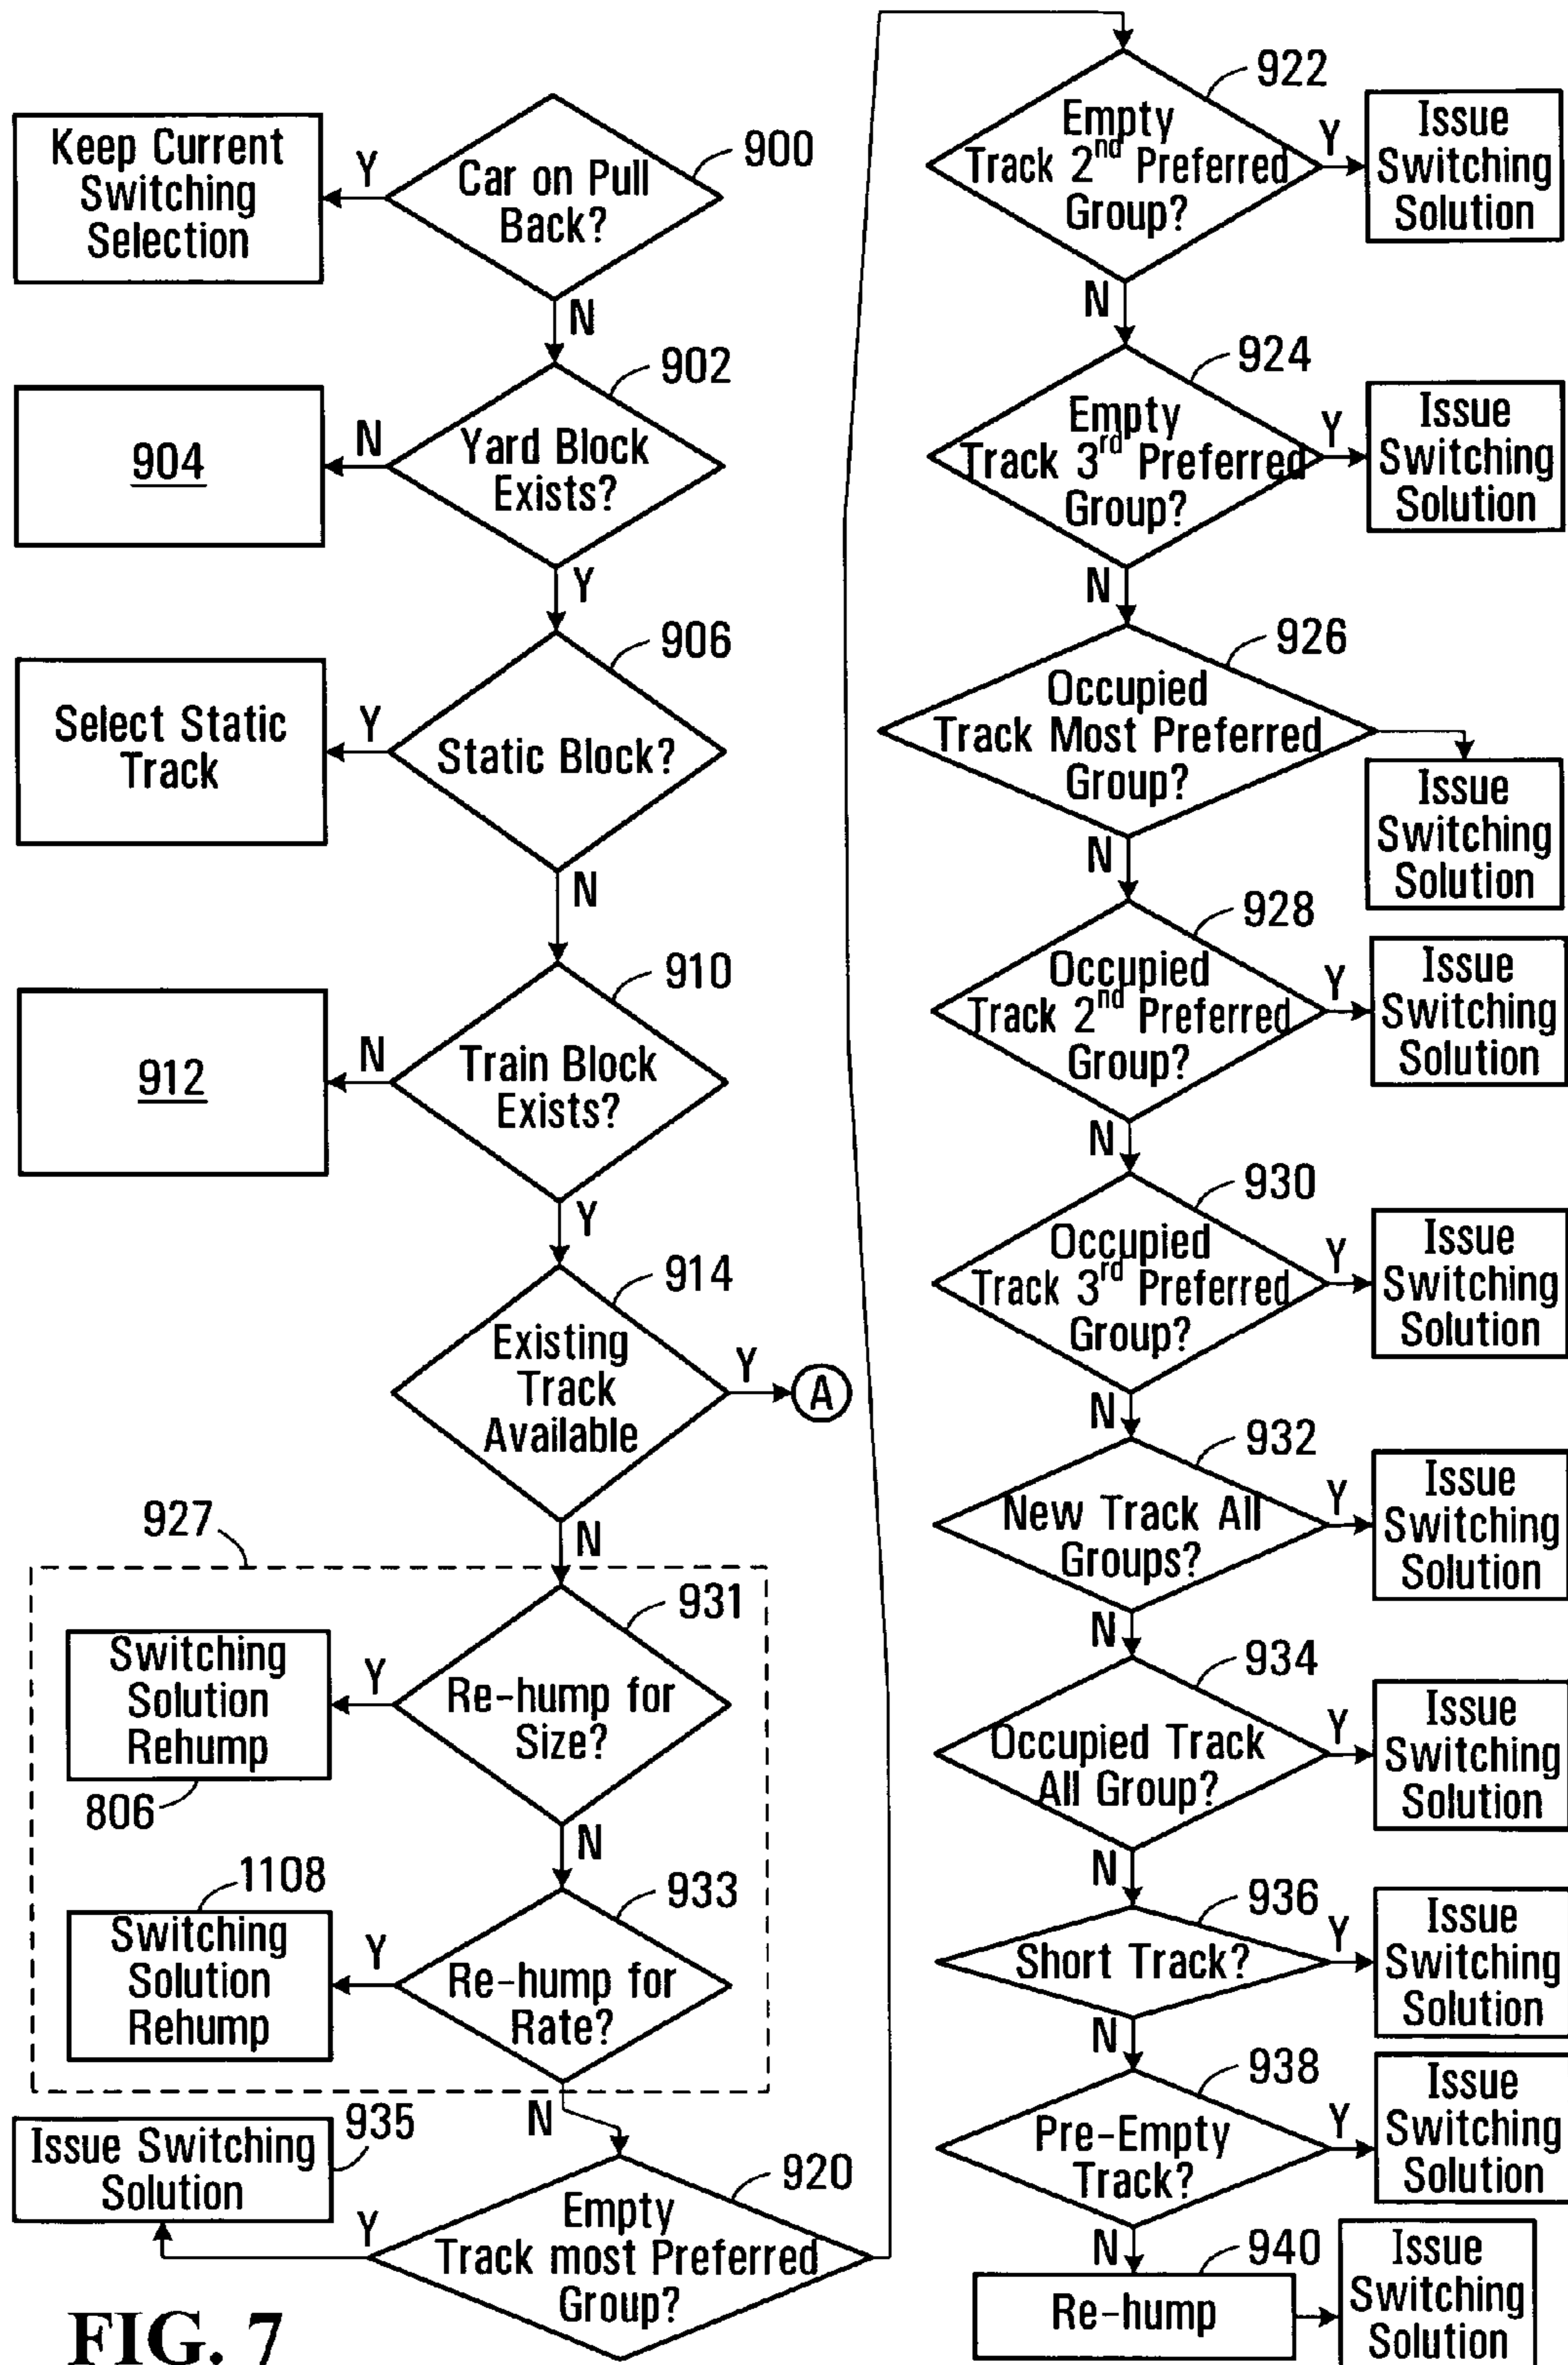 Keep Current
Switching
Selection
Y
Car on Pull
Back?
900
N
902
904
N
Yard Block
Exists?
Y
906
Select Static
Track
Y
Static Block?
N
910
912
N
Train Block
Exists?
Y
914
Existing
Track
Available
Y
A
N
927
931
Switching
Solution
Rehump
Y
Re-hump for
Size?
806
N
1108
933
Switching
Solution
Rehump
Y
Re-hump for
Rate?
N
935
Issue Switching
Solution
920
Y
Empty
Track most Preferred
Group?
922
Empty
Track 2nd Preferred
Group?
Y
Issue
Switching
Solution
N
924
Empty
Track 3rd Preferred
Group?
Y
Issue
Switching
Solution
N
926
Occupied
Track Most Preferred
Group?
Issue
Switching
Solution
N
928
Occupied
Track 2nd Preferred
Group?
Y
Issue
Switching
Solution
N
930
Occupied
Track 3rd Preferred
Group?
Y
Issue
Switching
Solution
N
932
New Track All
Groups?
Y
Issue
Switching
Solution
N
934
Occupied Track
All Group?
Y
Issue
Switching
Solution
N
936
Short Track?
Y
Issue
Switching
Solution
N
938
Pre-Empty
Track?
Y
Issue
Switching
Solution
N
940
Re-hump
Issue
Switching
Solution
FIG. 7